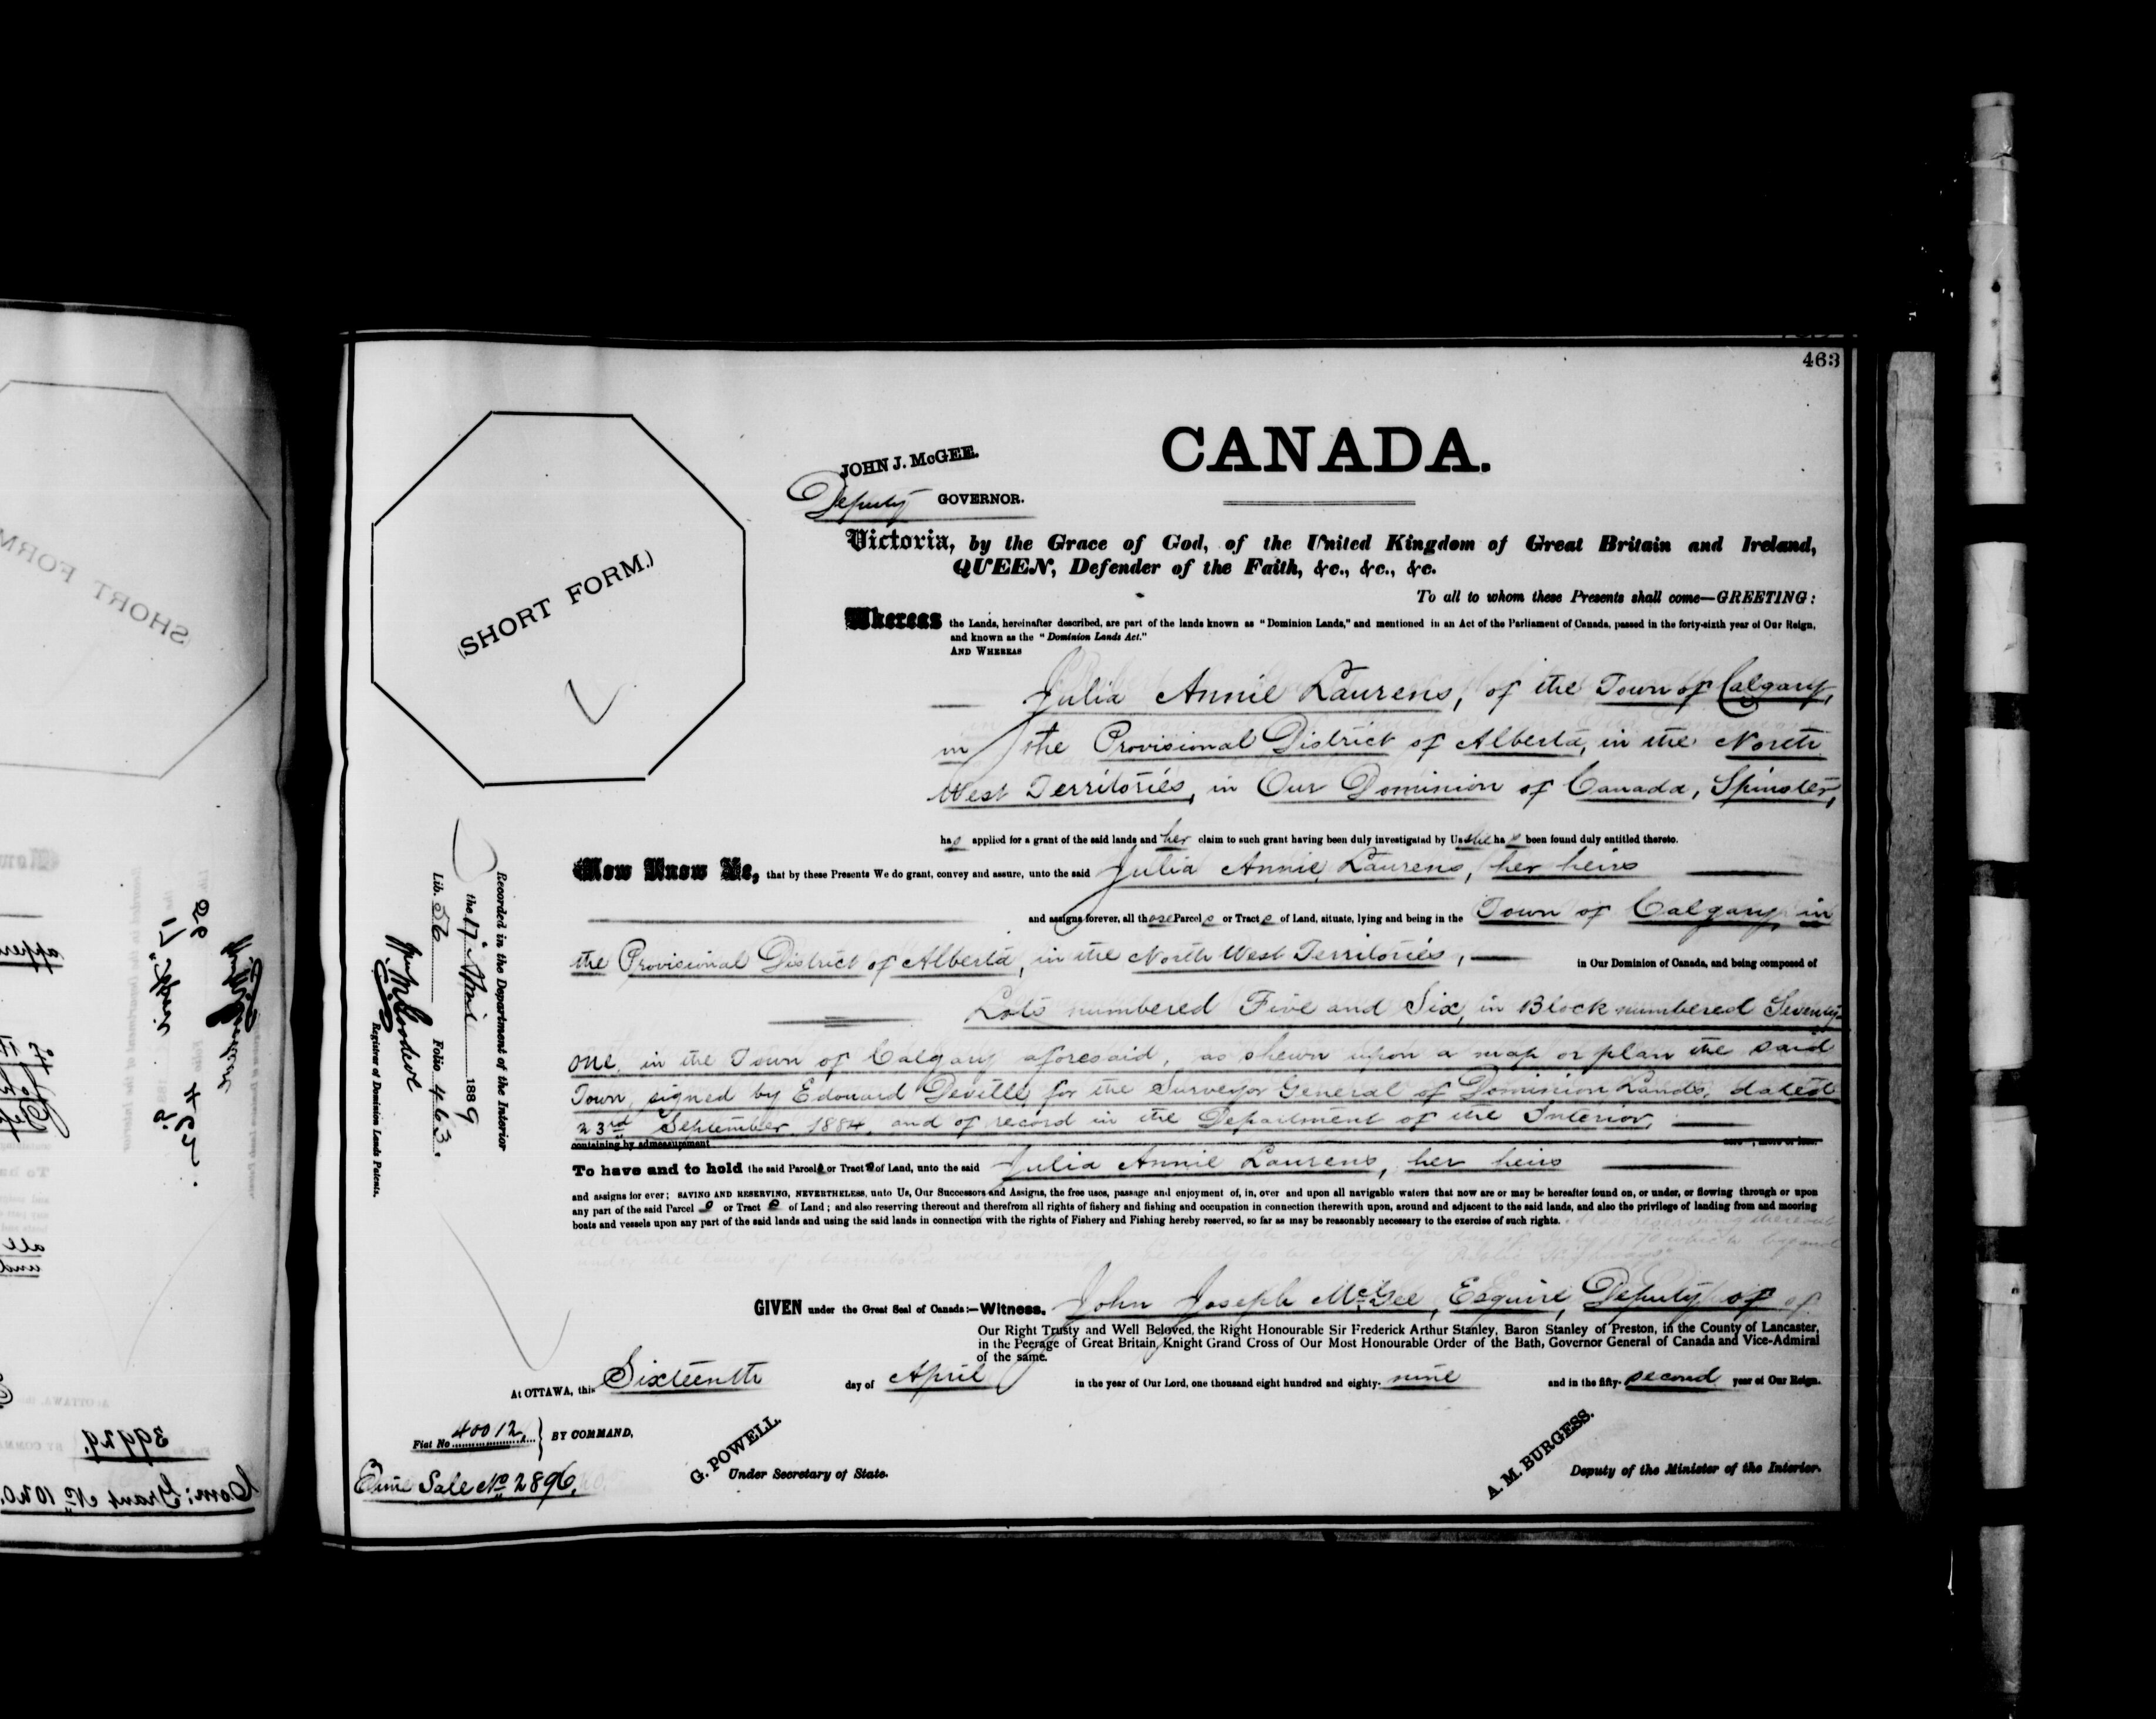 463
CANADA.
JOHN J. McGEE.
Deputy GOVERNOR.
Victoria, by the Grace of God, of the United Kingdom of Great Britain and Ireland,
QUEEN, Defender of the Faith, &c., &c., &c.
To all to whom these Presents shall come—GREETING:
Whereas the Lands, hereinafter described, are part of the lands known as "Dominion Lands," and mentioned in an Act of the Parliament of Canada, passed in the forty-sixth year of Our Reign,
and known as the "Dominion Lands Act."
AND WHEREAS
Julia Annie Laurens, of the Town of Calgary,
in the Provisional District of Alberta, in the North
West Territories, in Our Dominion of Canada, Spinster,
has applied for a grant of the said lands and her claim to such grant having been duly investigated by Us she has been found duly entitled thereto.
Now Know Ye, that by these Presents We do grant, convey and assure, unto the said Julia Annie Laurens, her heirs
and assigns forever, all those Parcels or Tracts of Land, situate, lying and being in the Town of Calgary, in
the Provisional District of Alberta, in the North West Territories, in Our Dominion of Canada, and being composed of
Lots numbered Five and Six, in Block numbered Seventy-
one, in the Town of Calgary aforesaid, as shewn upon a map or plan the said
Town, signed by Edouard Deville, for the Surveyor General of Dominion Lands, dated
23rd September, 1884, and of record in the Department of the Interior,
containing by admeasurement acre , more or less.
To have and to hold the said Parcels or Tracts of Land, unto the said Julia Annie Laurens, her heirs
and assigns for ever; SAVING AND RESERVING, NEVERTHELESS, unto Us, Our Successors and Assigns, the free uses, passage and enjoyment of, in, over and upon all navigable waters that now are or may be hereafter found on, or under, or flowing through or upon
any part of the said Parcel s or Tract s of Land; and also reserving thereout and therefrom all rights of fishery and fishing and occupation in connection therewith upon, around and adjacent to the said lands, and also the privilege of landing from and mooring
boats and vessels upon any part of the said lands and using the said lands in connection with the rights of Fishery and Fishing hereby reserved, so far as may be reasonably necessary to the exercise of such rights.
GIVEN under the Great Seal of Canada:—Witness, John Joseph McGee, Esquire, Deputy of
Our Right Trusty and Well Beloved, the Right Honourable Sir Frederick Arthur Stanley, Baron Stanley of Preston, in the County of Lancaster,
in the Peerage of Great Britain, Knight Grand Cross of Our Most Honourable Order of the Bath, Governor General of Canada and Vice-Admiral
of the same.
At OTTAWA, this Sixteenth day of April in the year of Our Lord, one thousand eight hundred and eighty-nine and in the fifty-second year of Our Reign.
Fiat No 40012. } BY COMMAND,
G. POWELL.
Under Secretary of State.
A. M. BURGESS.
Deputy of the Minister of the Interior.
Sale No 2896.
(SHORT FORM.)
Recorded in the Department of the Interior
the 17" April 1889
Lib. 56 Folio 463.
Registrar of Dominion Lands Patents.
SHORT FORM
39929.
Com: Grant No 1020.